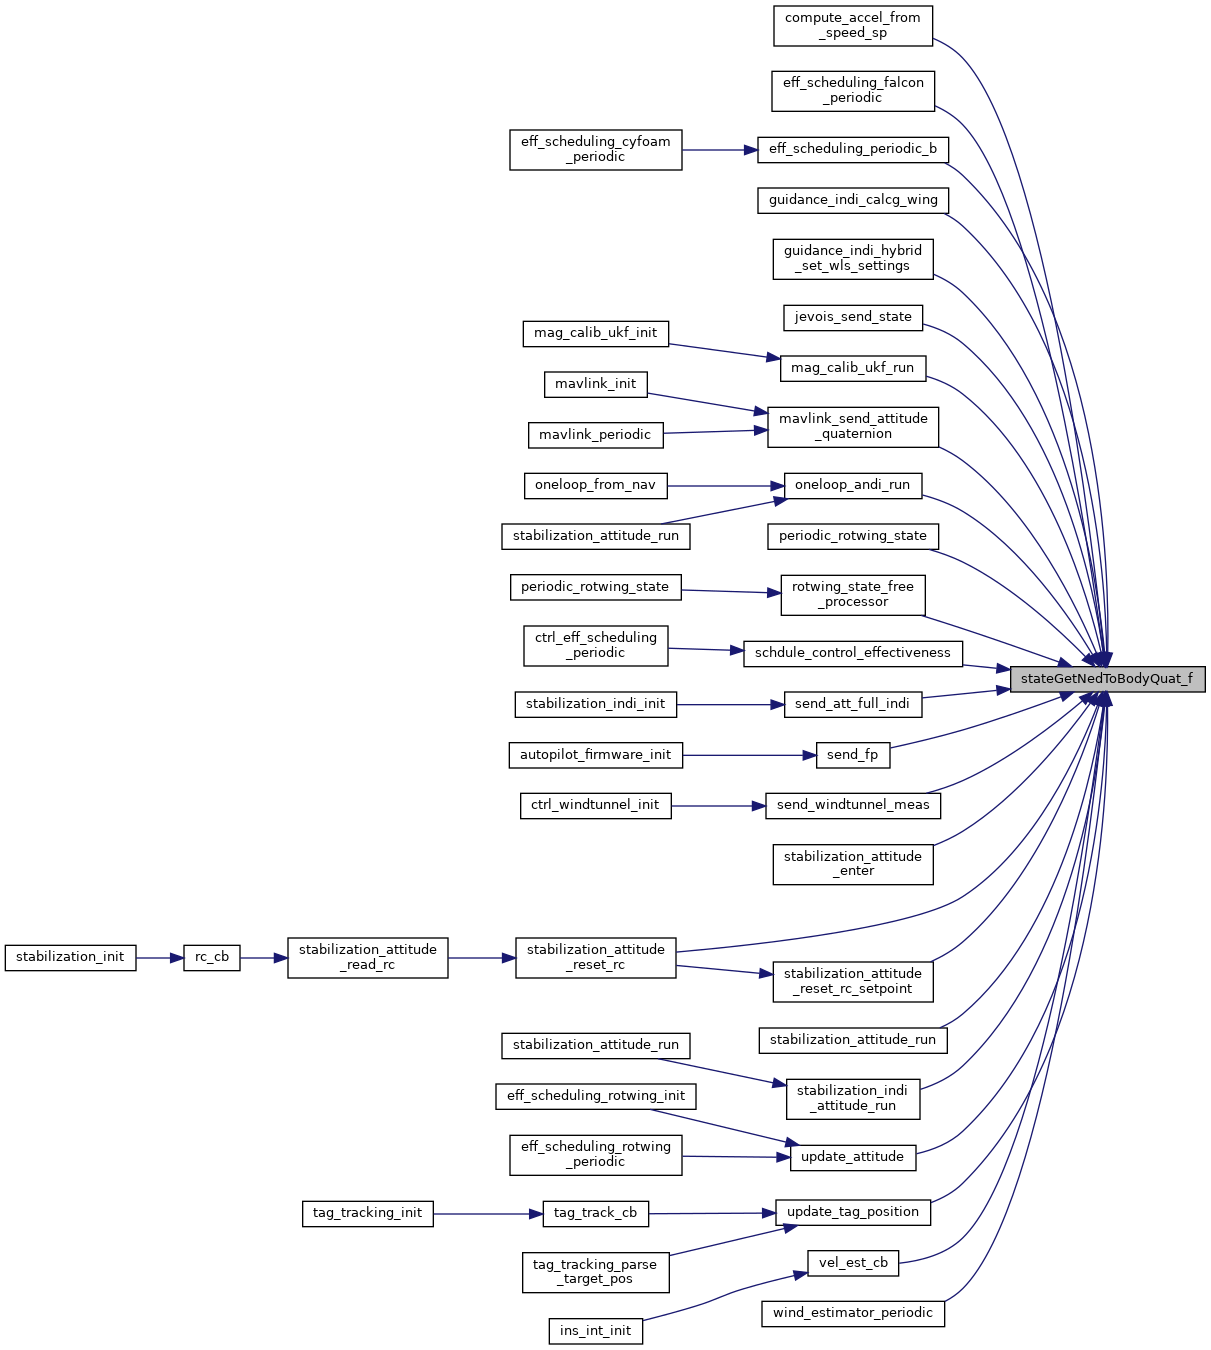 compute_accel_from
_speed_sp
eff_scheduling_falcon
_periodic
eff_scheduling_cyfoam
_periodic
eff_scheduling_periodic_b
guidance_indi_calcg_wing
guidance_indi_hybrid
_set_wls_settings
jevois_send_state
mag_calib_ukf_init
mag_calib_ukf_run
mavlink_init
mavlink_send_attitude
_quaternion
mavlink_periodic
oneloop_from_nav
oneloop_andi_run
stabilization_attitude_run
periodic_rotwing_state
periodic_rotwing_state
rotwing_state_free
_processor
ctrl_eff_scheduling
_periodic
schdule_control_effectiveness
stateGetNedToBodyQuat_f
stabilization_indi_init
send_att_full_indi
autopilot_firmware_init
send_fp
ctrl_windtunnel_init
send_windtunnel_meas
stabilization_attitude
_enter
stabilization_init
rc_cb
stabilization_attitude
_read_rc
stabilization_attitude
_reset_rc
stabilization_attitude
_reset_rc_setpoint
stabilization_attitude_run
stabilization_attitude_run
stabilization_indi
_attitude_run
eff_scheduling_rotwing_init
eff_scheduling_rotwing
_periodic
update_attitude
tag_tracking_init
tag_track_cb
update_tag_position
tag_tracking_parse
_target_pos
vel_est_cb
wind_estimator_periodic
ins_int_init